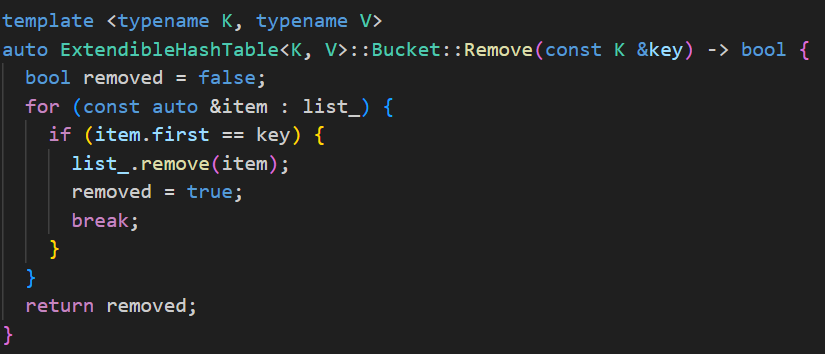 template <typename K, typename V>
auto ExtendibleHashTable<K, V>::Bucket::Remove(const K &key) -> bool {
  bool removed = false;
  for (const auto &item : list_) {
    if (item.first == key) {
      list_.remove(item);
      removed = true;
      break;
    }
  }
  return removed;
}